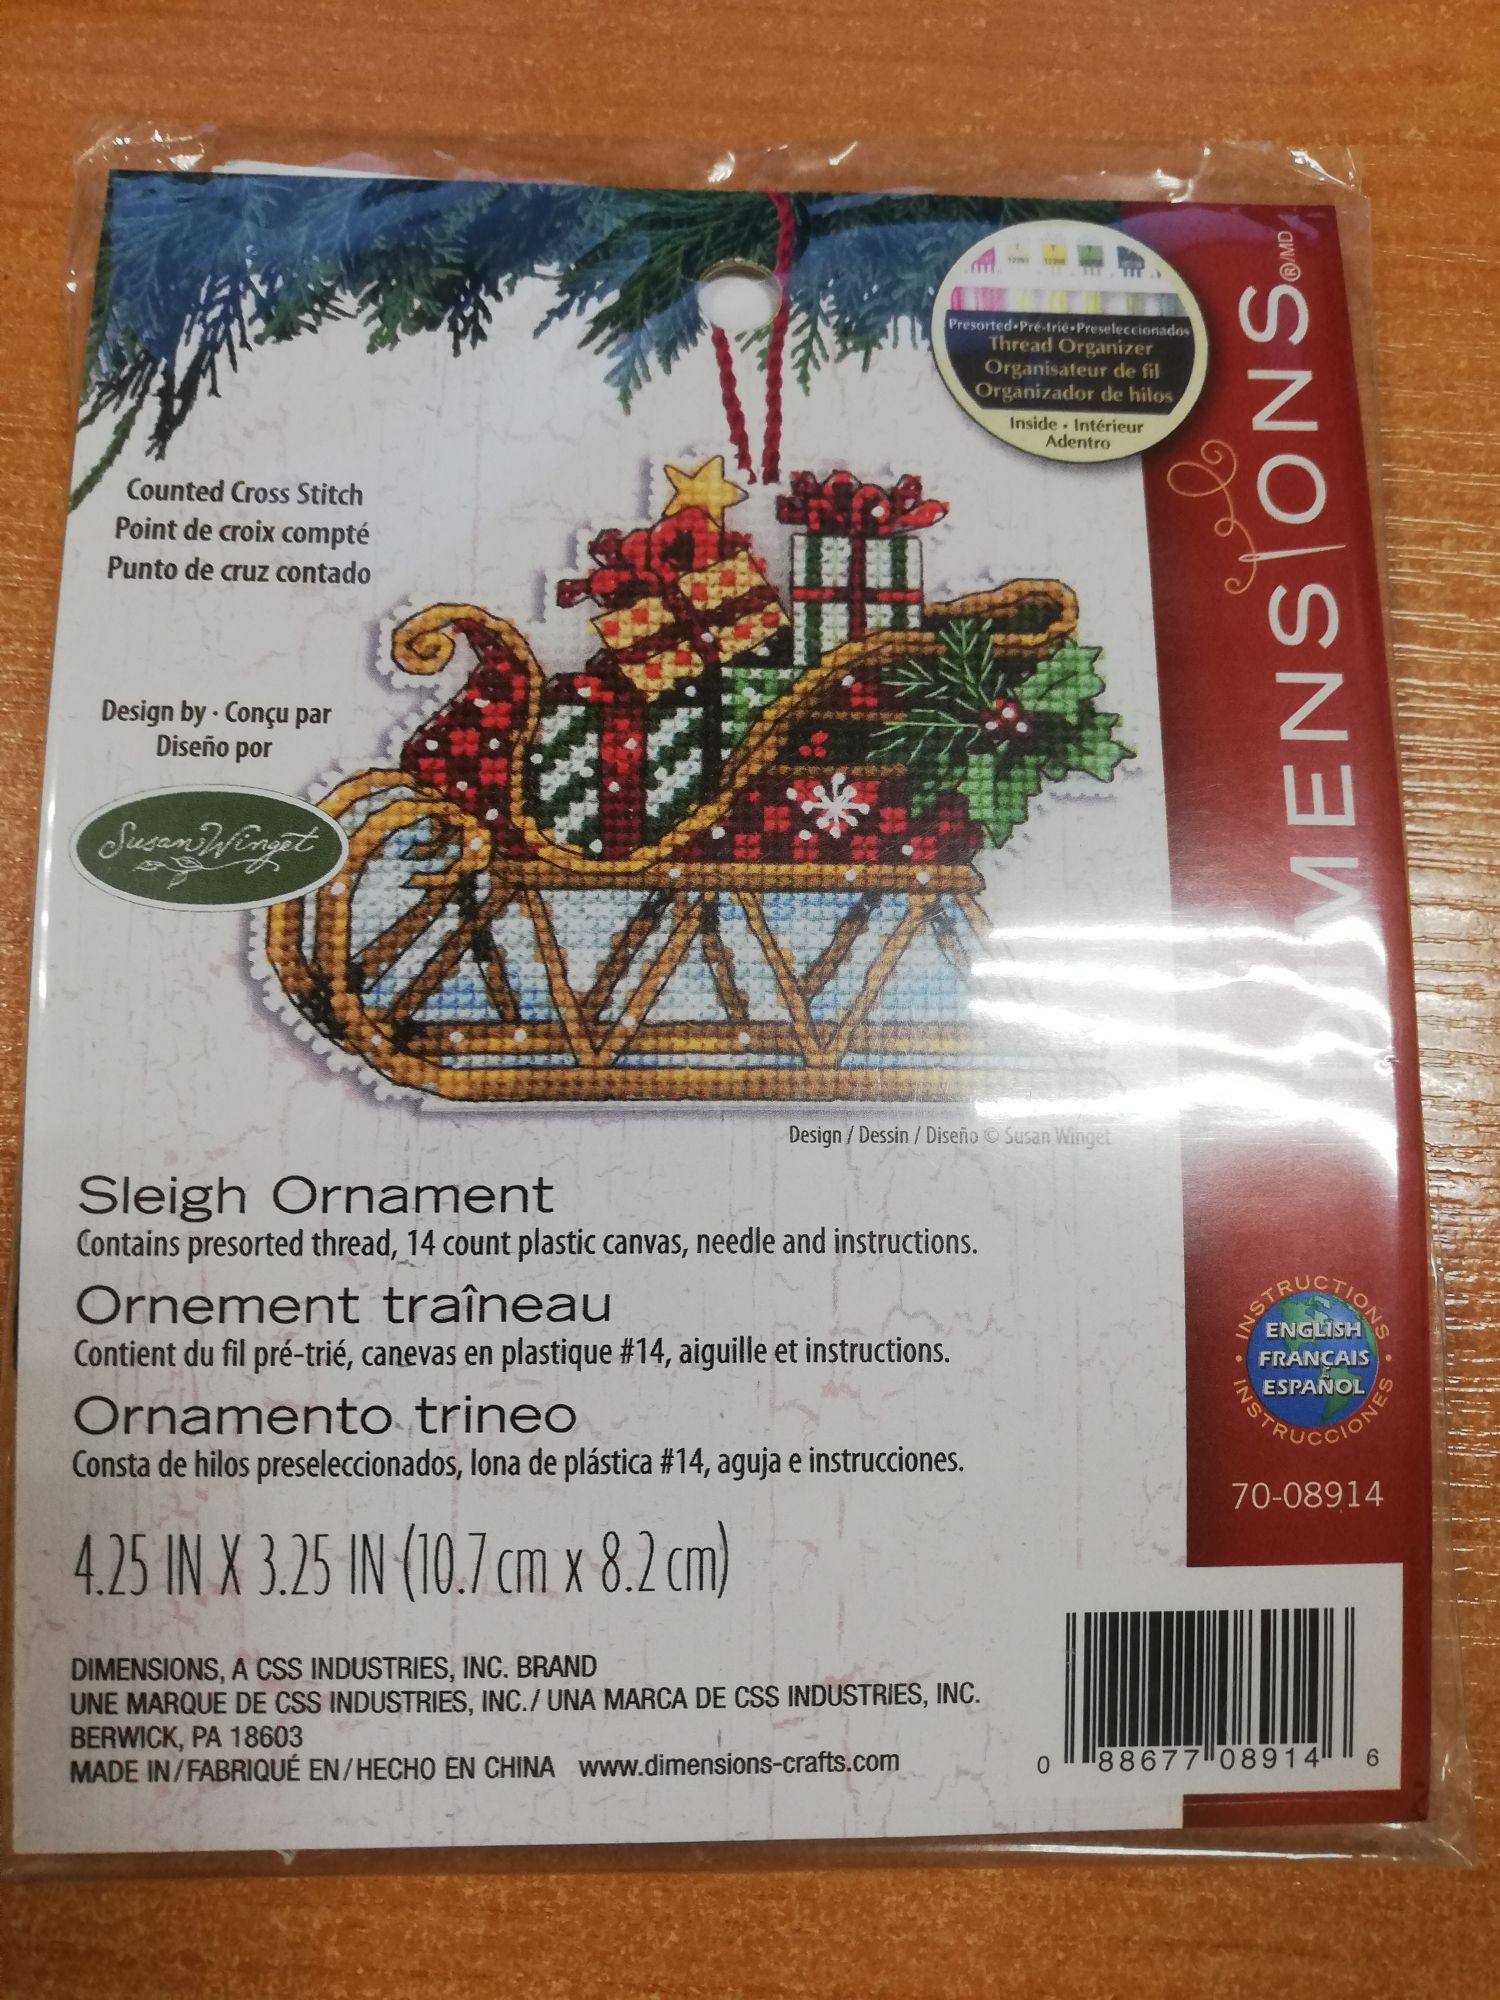 Presorted•Pré-trié•Preseleccionados
Thread Organizer
Organisateur de fil
Organizador de hilos
Inside • Intérieur
Adentro
DIMENSIONS®/MD
Counted Cross Stitch
Point de croix compté
Punto de cruz contado
Design by • Conçu par
Diseño por
Susan Winget
Design / Dessin / Diseño © Susan Winget
Sleigh Ornament
Contains presorted thread, 14 count plastic canvas, needle and instructions.
Ornement traîneau
Contient du fil pré-trié, canevas en plastique #14, aiguille et instructions.
Ornamento trineo
Consta de hilos preseleccionados, lona de plástica #14, aguja e instrucciones.
INSTRUCTIONS
ENGLISH
FRANÇAIS
ESPAÑOL
INSTRUCCIONES
70-08914
4.25 IN X 3.25 IN (10.7 cm x 8.2 cm)
DIMENSIONS, A CSS INDUSTRIES, INC. BRAND
UNE MARQUE DE CSS INDUSTRIES, INC./ UNA MARCA DE CSS INDUSTRIES, INC.
BERWICK, PA 18603
MADE IN/FABRIQUÉ EN/HECHO EN CHINA www.dimensions-crafts.com
0 88677 08914 6